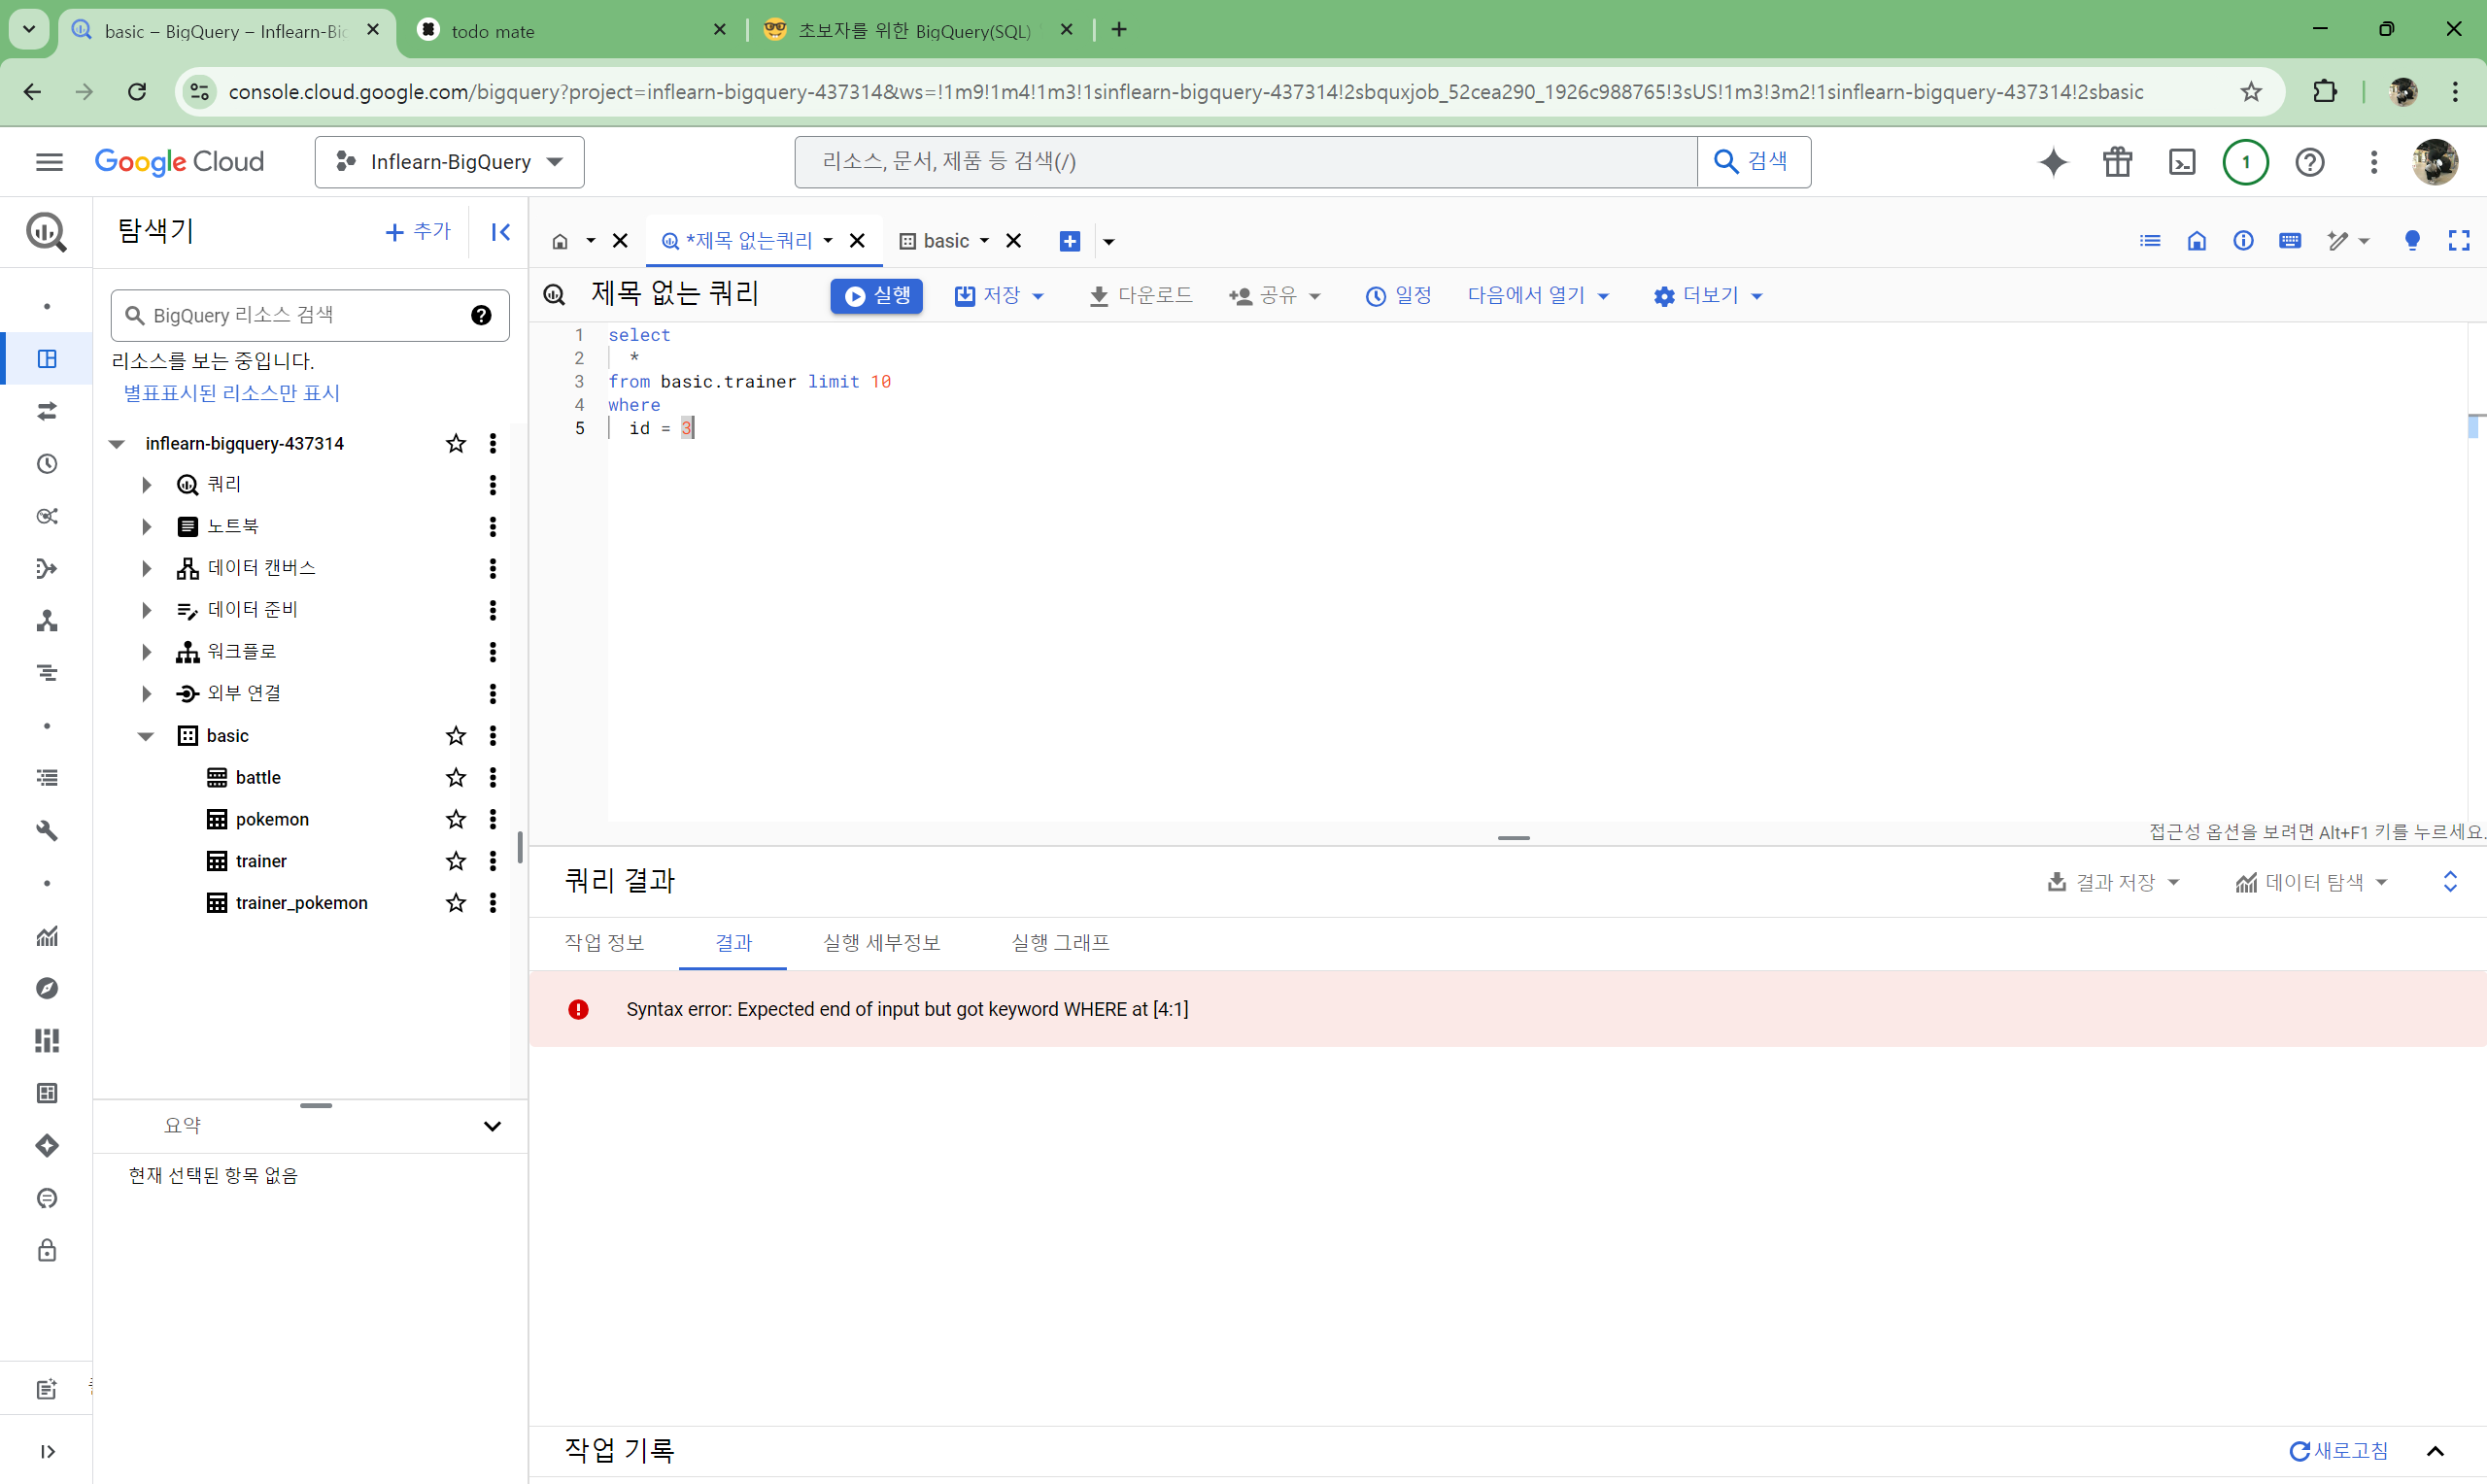 basic – BigQuery – Inflearn-Bi
todo mate
초보자를 위한 BigQuery(SQL)
console.cloud.google.com/bigquery?project=inflearn-bigquery-437314&ws=!1m9!1m4!1m3!1sinflearn-bigquery-437314!2sbquxjob_52cea290_1926c988765!3sUS!1m3!3m2!1sinflearn-bigquery-437314!2sbasic
Google Cloud
Inflearn-BigQuery
리소스, 문서, 제품 등 검색(/)
검색
1
탐색기
추가
*제목 없는쿼리
basic
BigQuery 리소스 검색
리소스를 보는 중입니다.
별표표시된 리소스만 표시
inflearn-bigquery-437314
쿼리
노트북
데이터 캔버스
데이터 준비
워크플로
외부 연결
basic
battle
pokemon
trainer
trainer_pokemon
요약
현재 선택된 항목 없음
제목 없는 쿼리
실행
저장
다운로드
공유
일정
다음에서 열기
더보기
1 select
2 *
3 from basic.trainer limit 10
4 where
5 id = 3
접근성 옵션을 보려면 Alt+F1 키를 누르세요.
쿼리 결과
결과 저장
데이터 탐색
작업 정보
결과
실행 세부정보
실행 그래프
Syntax error: Expected end of input but got keyword WHERE at [4:1]
작업 기록
새로고침